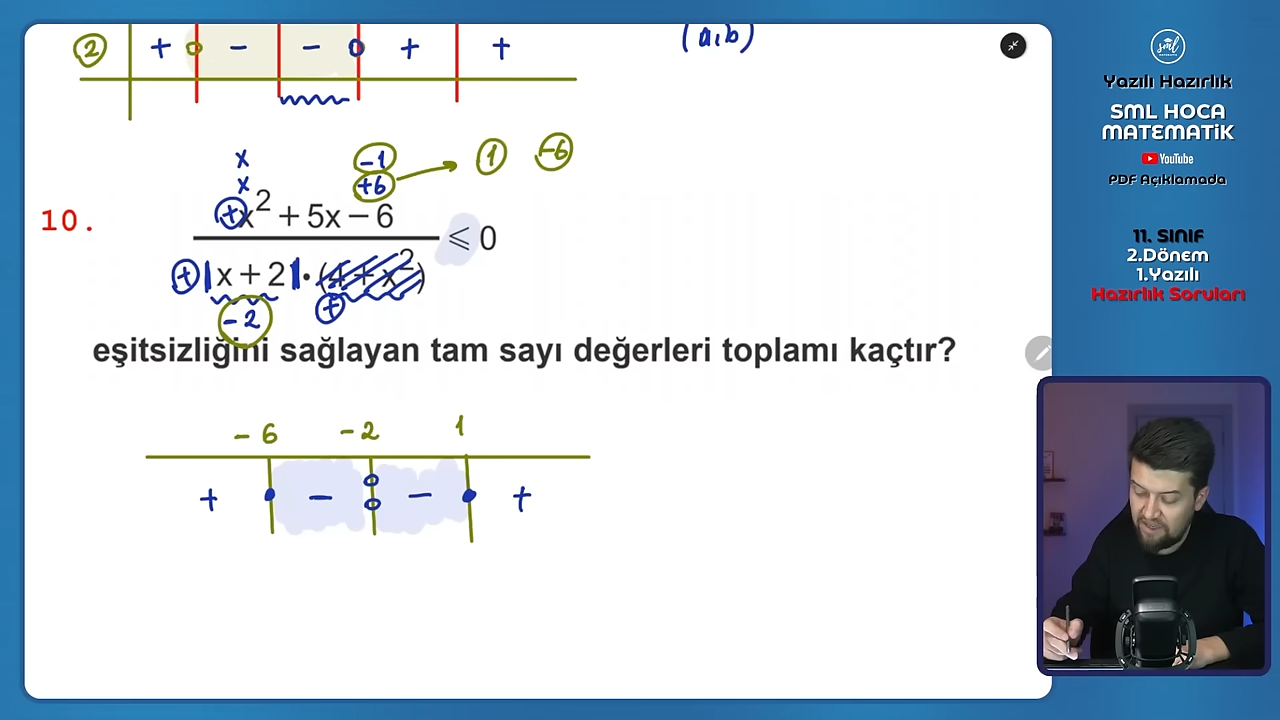 ② + - - + +
(a,b)
x -1 1 -6
x +6
10. +x² + 5x – 6 ≤ 0
+ |x + 2| · (4 + x²)
-2 +
eşitsizliğini sağlayan tam sayı değerleri toplamı kaçtır?
-6 -2 1
+ - - +
sml
Yazılı Hazırlık
SML HOCA
MATEMATİK
YouTube
PDF Açıklamada
11. SINIF
2.Dönem
1.Yazılı
Hazırlık Soruları